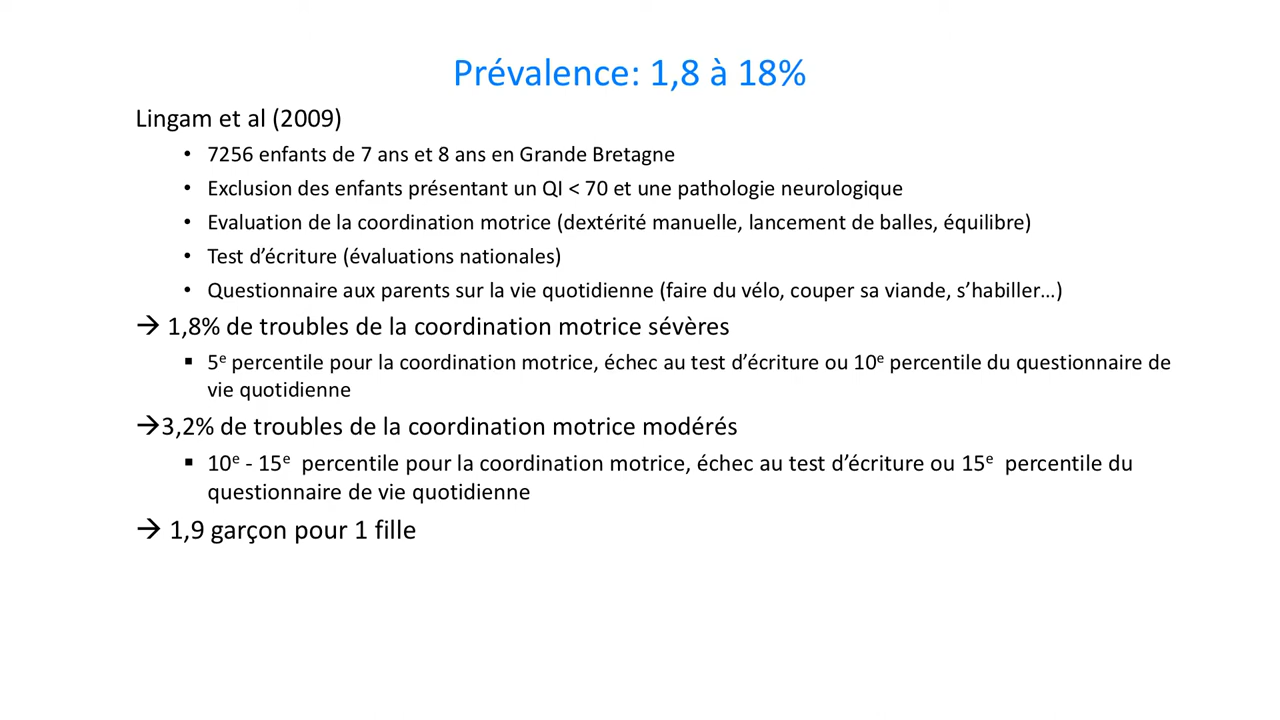 Prévalence: 1,8 à 18%
Lingam et al (2009)
• 7256 enfants de 7 ans et 8 ans en Grande Bretagne
• Exclusion des enfants présentant un QI < 70 et une pathologie neurologique
• Evaluation de la coordination motrice (dextérité manuelle, lancement de balles, équilibre)
• Test d’écriture (évaluations nationales)
• Questionnaire aux parents sur la vie quotidienne (faire du vélo, couper sa viande, s’habiller…)
→ 1,8% de troubles de la coordination motrice sévères
▪ 5e percentile pour la coordination motrice, échec au test d’écriture ou 10e percentile du questionnaire de
vie quotidienne
→3,2% de troubles de la coordination motrice modérés
▪ 10e - 15e percentile pour la coordination motrice, échec au test d’écriture ou 15e percentile du
questionnaire de vie quotidienne
→ 1,9 garçon pour 1 fille